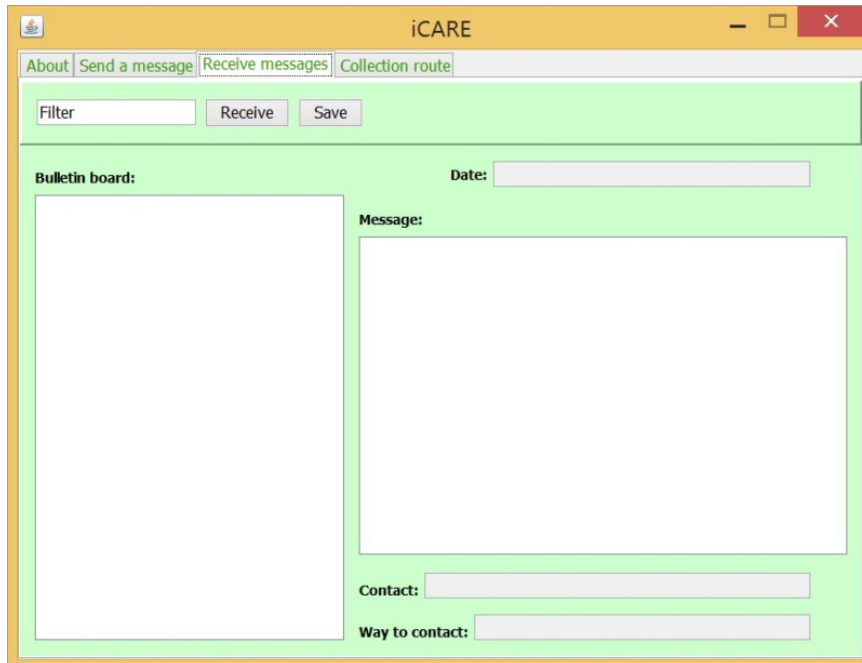 iCARE
About Send a message Receive messages Collection route
Filter Receive Save
Bulletin board:
Date:
Message:
Contact:
Way to contact: